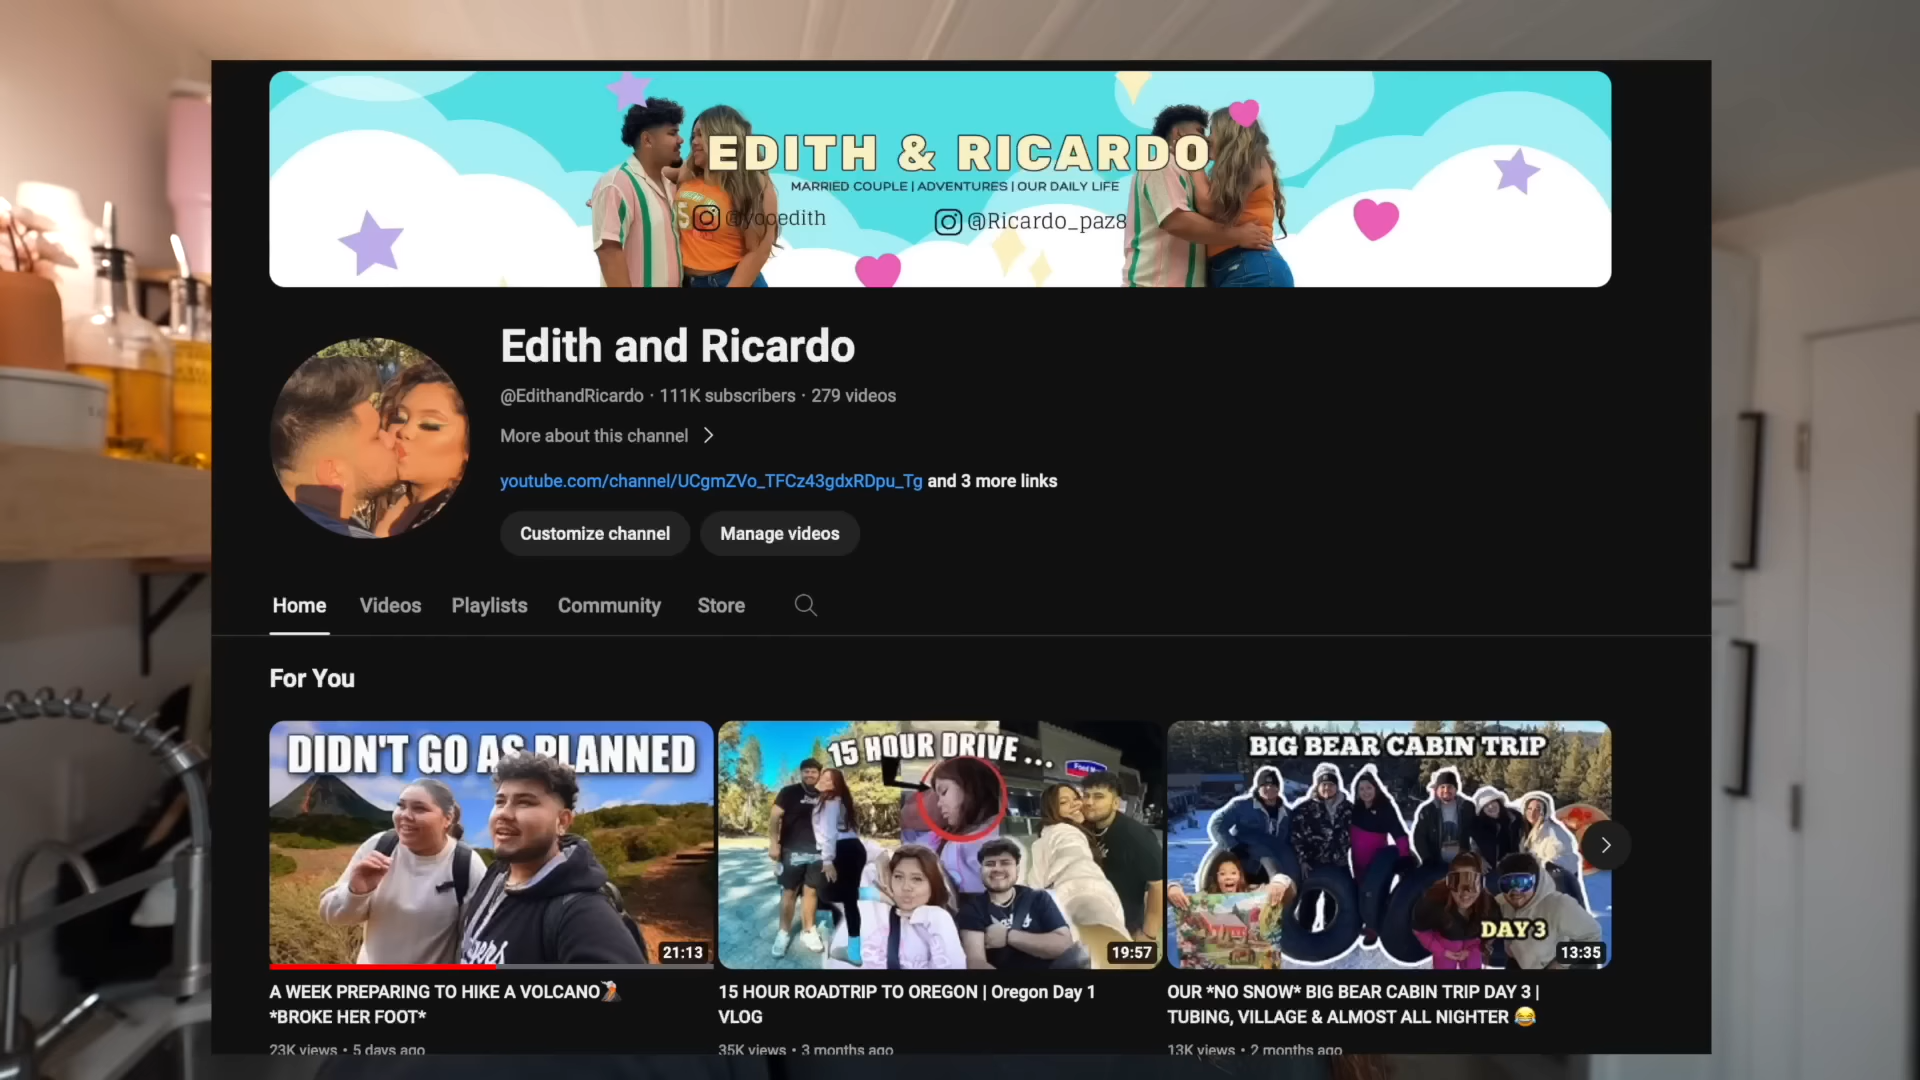 EDITH & RICARDO
MARRIED COUPLE | ADVENTURES | OUR DAILY LIFE
@yooedith
@Ricardo_paz8
Edith and Ricardo
@EdithandRicardo · 111K subscribers · 279 videos
More about this channel
youtube.com/channel/UCgmZVo_TFCz43gdxRDpu_Tg and 3 more links
Customize channel
Manage videos
Home
Videos
Playlists
Community
Store
For You
DIDN'T GO AS PLANNED
21:13
15 HOUR DRIVE ...
19:57
BIG BEAR CABIN TRIP
DAY 3
13:35
A WEEK PREPARING TO HIKE A VOLCANO🌋
*BROKE HER FOOT*
23K views · 5 days ago
15 HOUR ROADTRIP TO OREGON | Oregon Day 1
VLOG
35K views · 3 months ago
OUR *NO SNOW* BIG BEAR CABIN TRIP DAY 3 |
TUBING, VILLAGE & ALMOST ALL NIGHTER 😂
13K views · 2 months ago